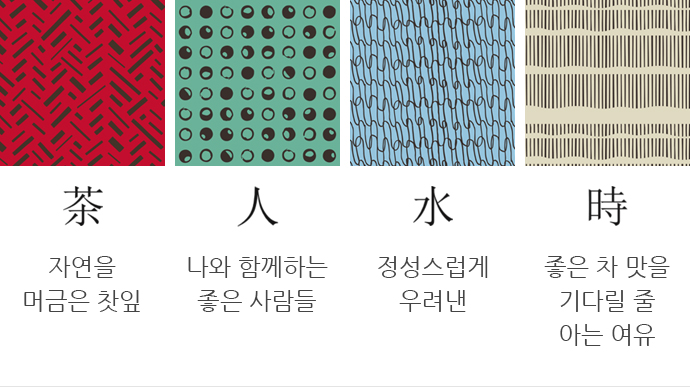 茶
자연을
머금은 찻잎
人
나와 함께하는
좋은 사람들
水
정성스럽게
우려낸
時
좋은 차 맛을
기다릴 줄
아는 여유